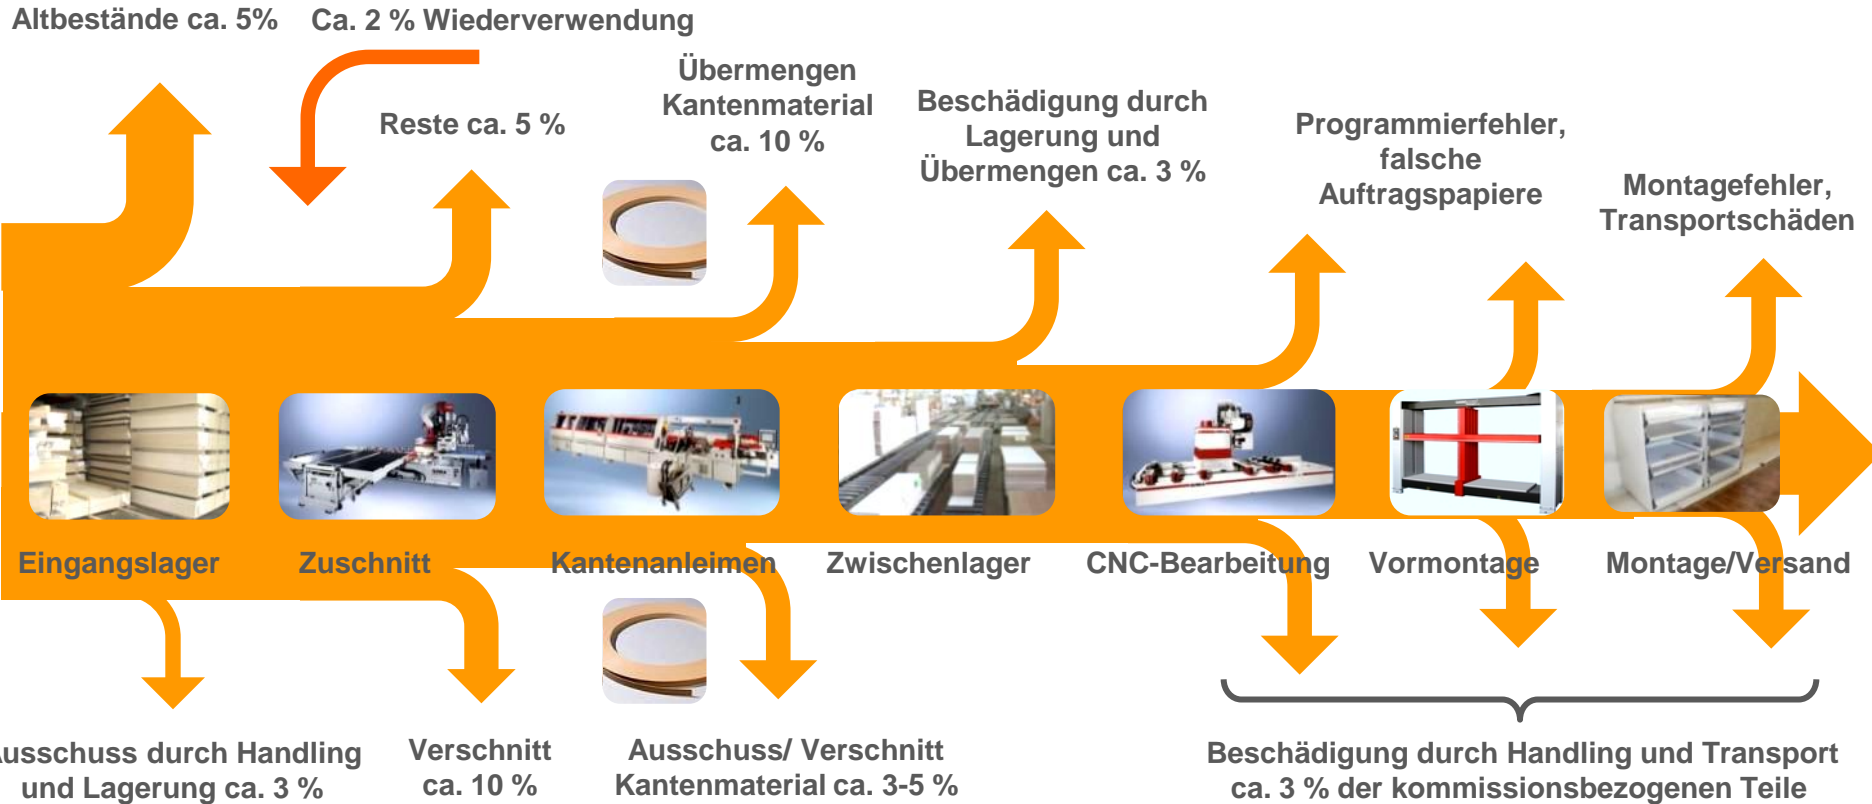 Altbestände ca. 5%
Ca. 2 % Wiederverwendung
Reste ca. 5 %
Übermengen
Kantenmaterial
ca. 10 %
Beschädigung durch
Lagerung und
Übermengen ca. 3 %
Programmierfehler,
falsche
Auftragspapiere
Montagefehler,
Transportschäden
Eingangslager
Zuschnitt
Kantenanleimen
Zwischenlager
CNC-Bearbeitung
Vormontage
Montage/Versand
Ausschuss durch Handling
und Lagerung ca. 3 %
Verschnitt
ca. 10 %
Ausschuss/ Verschnitt
Kantenmaterial ca. 3-5 %
Beschädigung durch Handling und Transport
ca. 3 % der kommissionsbezogenen Teile